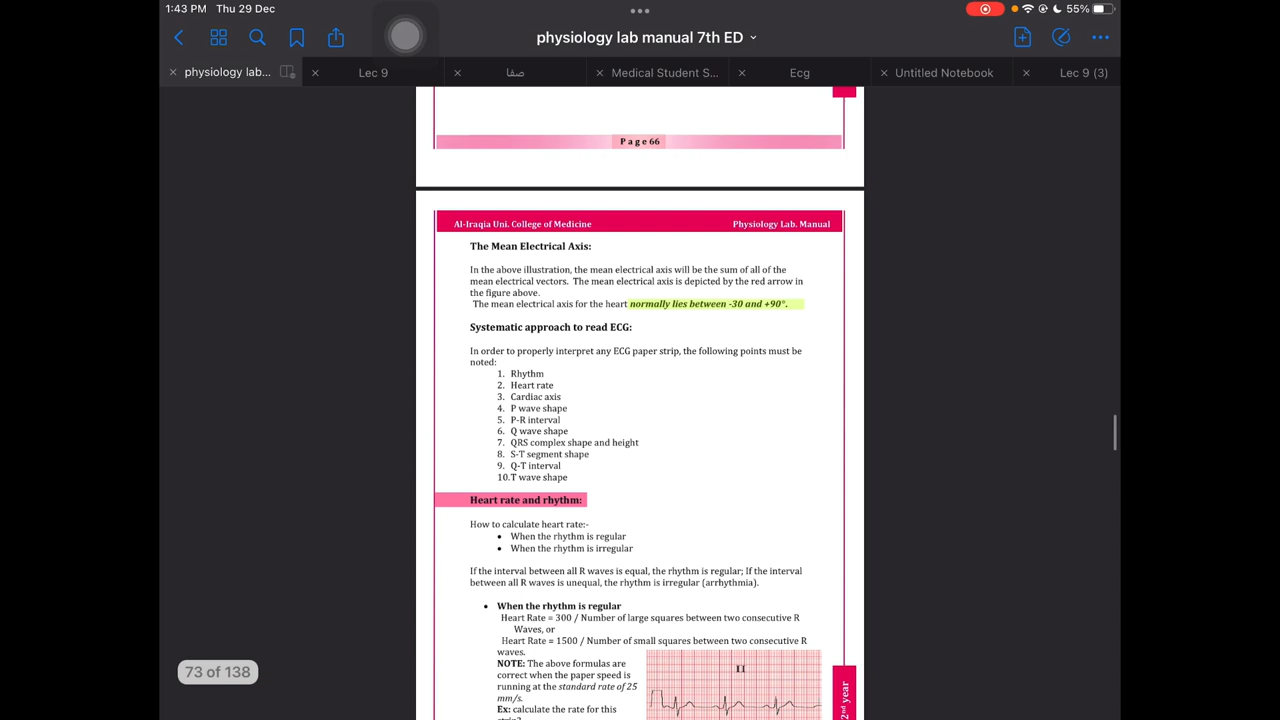 1:43 PM Thu 29 Dec
55%
physiology lab manual 7th ED
physiology lab...
Lec 9
صفا
Medical Student S...
Ecg
Untitled Notebook
Lec 9 (3)
Page 66
Al-Iraqia Uni. College of Medicine
Physiology Lab. Manual
The Mean Electrical Axis:
In the above illustration, the mean electrical axis will be the sum of all of the
mean electrical vectors. The mean electrical axis is depicted by the red arrow in
the figure above.
The mean electrical axis for the heart normally lies between -30 and +90°.
Systematic approach to read ECG:
In order to properly interpret any ECG paper strip, the following points must be
noted:
1. Rhythm
2. Heart rate
3. Cardiac axis
4. P wave shape
5. P-R interval
6. Q wave shape
7. QRS complex shape and height
8. S-T segment shape
9. Q-T interval
10.T wave shape
Heart rate and rhythm:
How to calculate heart rate:-
• When the rhythm is regular
• When the rhythm is irregular
If the interval between all R waves is equal, the rhythm is regular; If the interval
between all R waves is unequal, the rhythm is irregular (arrhythmia).
• When the rhythm is regular
Heart Rate = 300 / Number of large squares between two consecutive R
Waves, or
Heart Rate = 1500 / Number of small squares between two consecutive R
waves.
NOTE: The above formulas are
correct when the paper speed is
running at the standard rate of 25
mm/s.
Ex: calculate the rate for this
II
2nd year
73 of 138